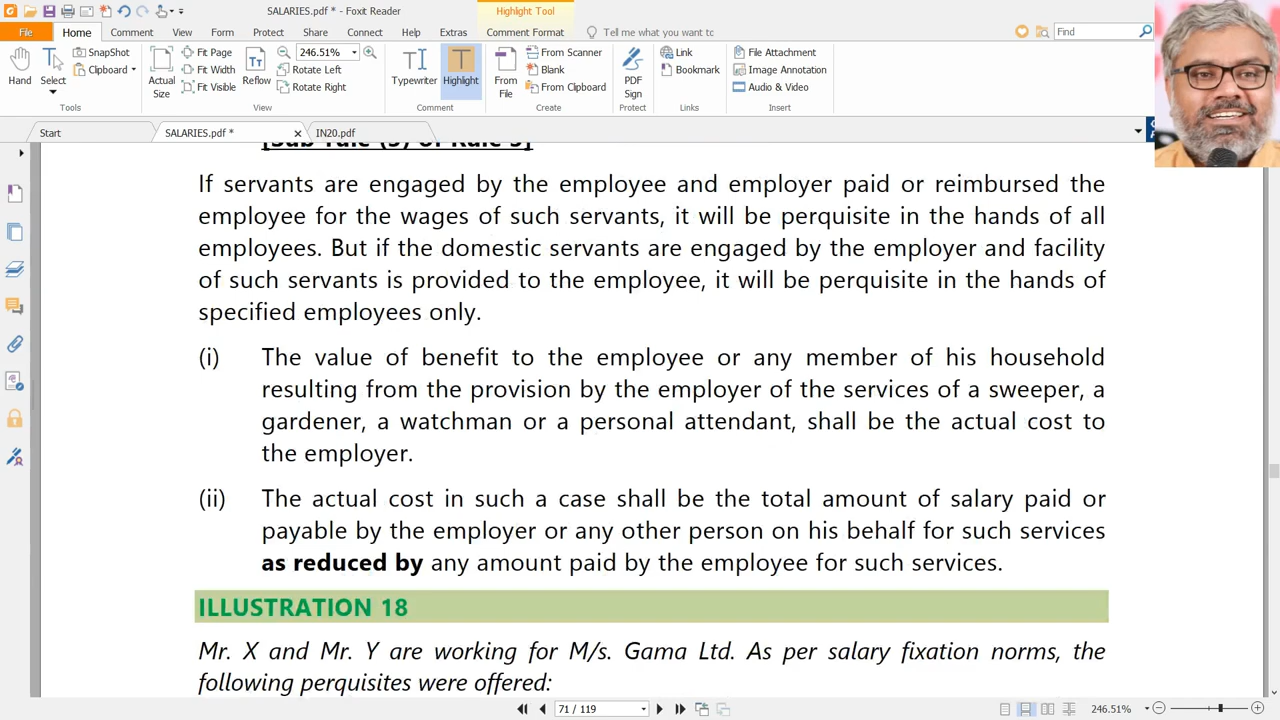 SALARIES.pdf * - Foxit Reader
Highlight Tool
File Home Comment View Form Protect Share Connect Help Extras Comment Format Tell me what you want to Find
Hand
Select
SnapShot
Clipboard
Tools
Actual Size
Fit Page
Fit Width
Fit Visible
Reflow
246.51%
Rotate Left
Rotate Right
View
Typewriter
Highlight
Comment
From File
From Scanner
Blank
From Clipboard
Create
PDF Sign
Protect
Link
Bookmark
Links
File Attachment
Image Annotation
Audio & Video
Insert
Start SALARIES.pdf * IN20.pdf
If servants are engaged by the employee and employer paid or reimbursed the
employee for the wages of such servants, it will be perquisite in the hands of all
employees. But if the domestic servants are engaged by the employer and facility
of such servants is provided to the employee, it will be perquisite in the hands of
specified employees only.
(i) The value of benefit to the employee or any member of his household
resulting from the provision by the employer of the services of a sweeper, a
gardener, a watchman or a personal attendant, shall be the actual cost to
the employer.
(ii) The actual cost in such a case shall be the total amount of salary paid or
payable by the employer or any other person on his behalf for such services
as reduced by any amount paid by the employee for such services.
ILLUSTRATION 18
Mr. X and Mr. Y are working for M/s. Gama Ltd. As per salary fixation norms, the
following perquisites were offered:
71 / 119
246.51%